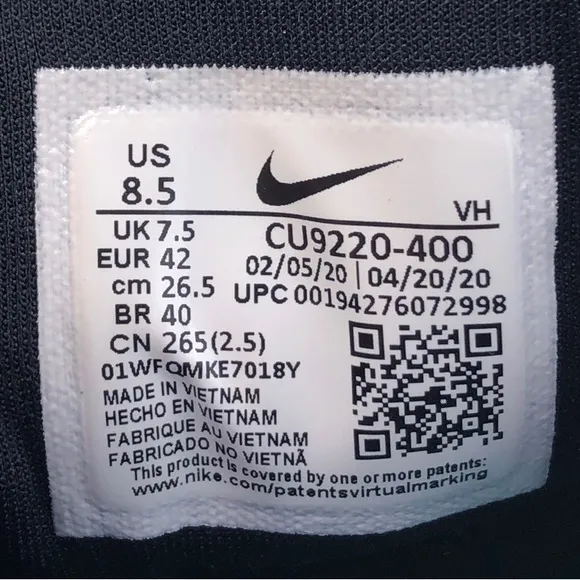 US
8.5
VH
UK 7.5
CU9220-400
EUR 42
02/05/20 | 04/20/20
cm 26.5
UPC 00194276072998
BR 40
CN 265(2.5)
01WFQMKE7018Y
MADE IN VIETNAM
HECHO EN VIETNAM
FABRIQUE AU VIETNAM
FABRICADO NO VIETNÃ
This product is covered by one or more patents:
www.nike.com/patentsvirtualmarking